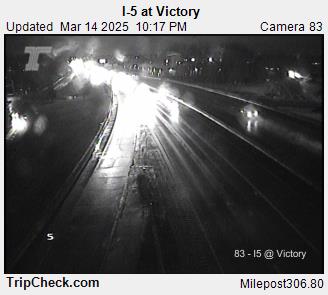 I-5 at Victory
Updated Mar 14 2025 10:17 PM Camera 83
T
S
83 - I5 @ Victory
TripCheck.com Milepost306.80